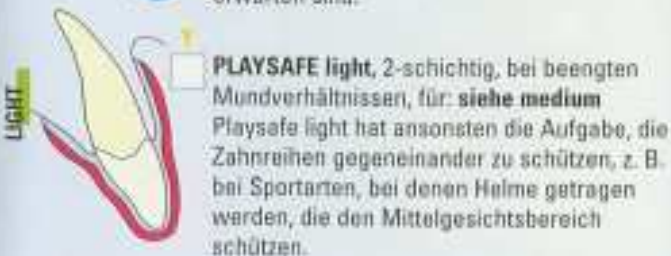 erwarten sind.
LIGHT
PLAYSAFE light, 2-schichtig, bei beengten
Mundverhältnissen, für: siehe medium
Playsafe light hat ansonsten die Aufgabe, die
Zahnreihen gegeneinander zu schützen, z. B.
bei Sportarten, bei denen Helme getragen
werden, die den Mittelgesichtsbereich
schützen.